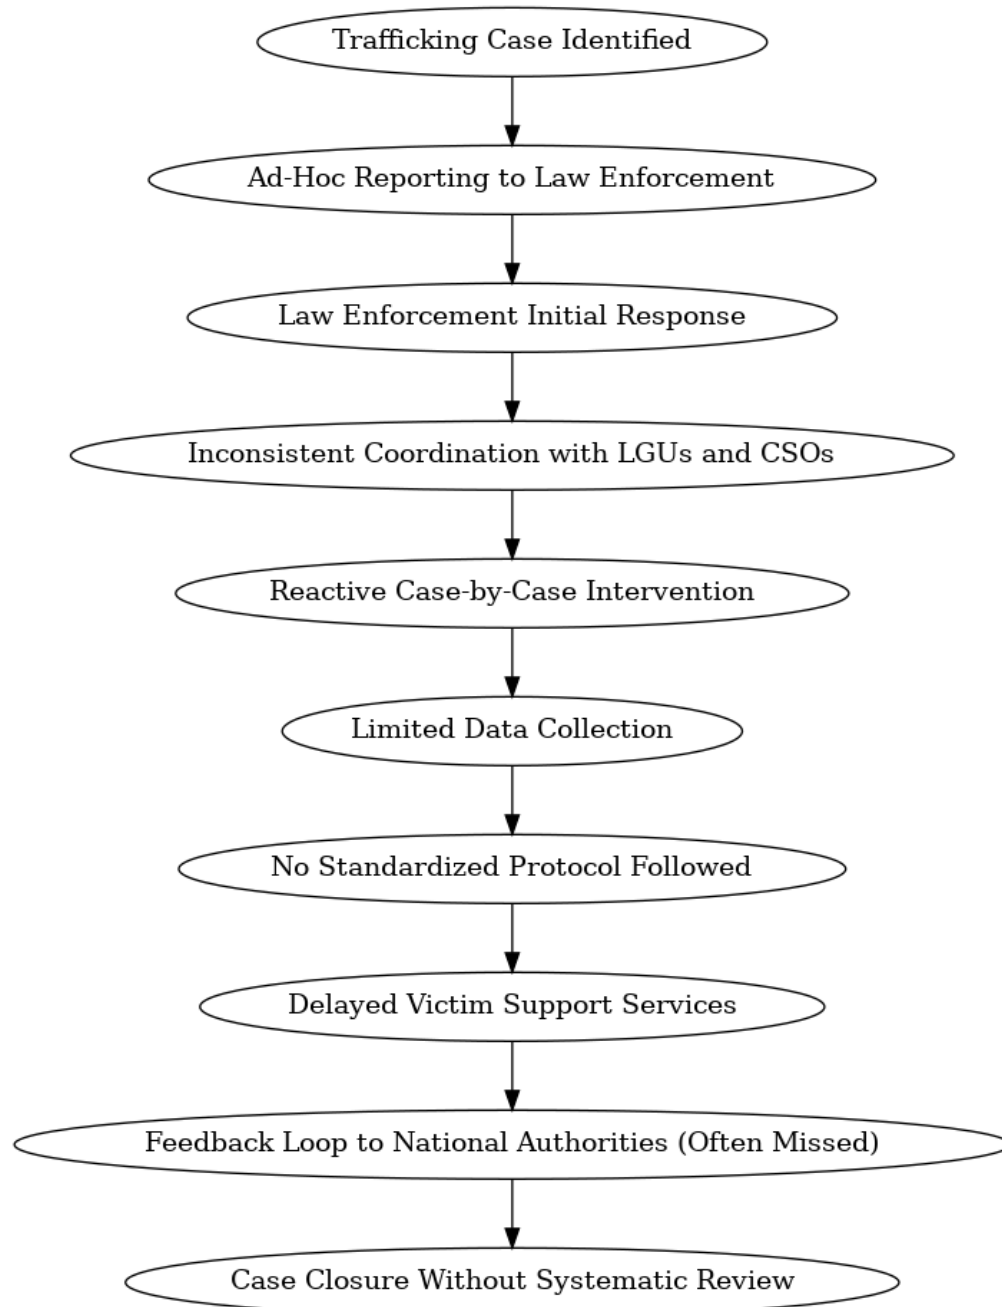 Trafficking Case Identified
Ad-Hoc Reporting to Law Enforcement
Law Enforcement Initial Response
Inconsistent Coordination with LGUs and CSOs
Reactive Case-by-Case Intervention
Limited Data Collection
No Standardized Protocol Followed
Delayed Victim Support Services
Feedback Loop to National Authorities (Often Missed)
Case Closure Without Systematic Review